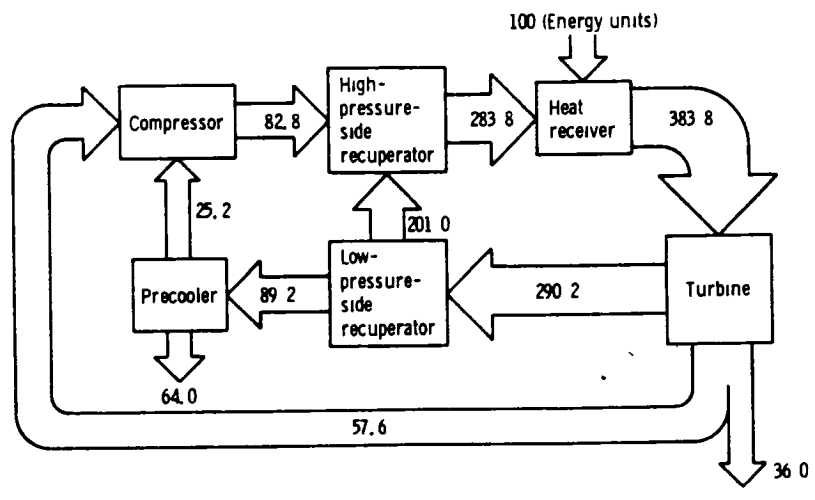 100 (Energy units)
Compressor
82.8
High-
pressure-
side
recuperator
283 8
Heat
receiver
383 8
25.2
201 0
Precooler
89 2
Low-
pressure-
side
recuperator
290 2
Turbine
64.0
57.6
36 0